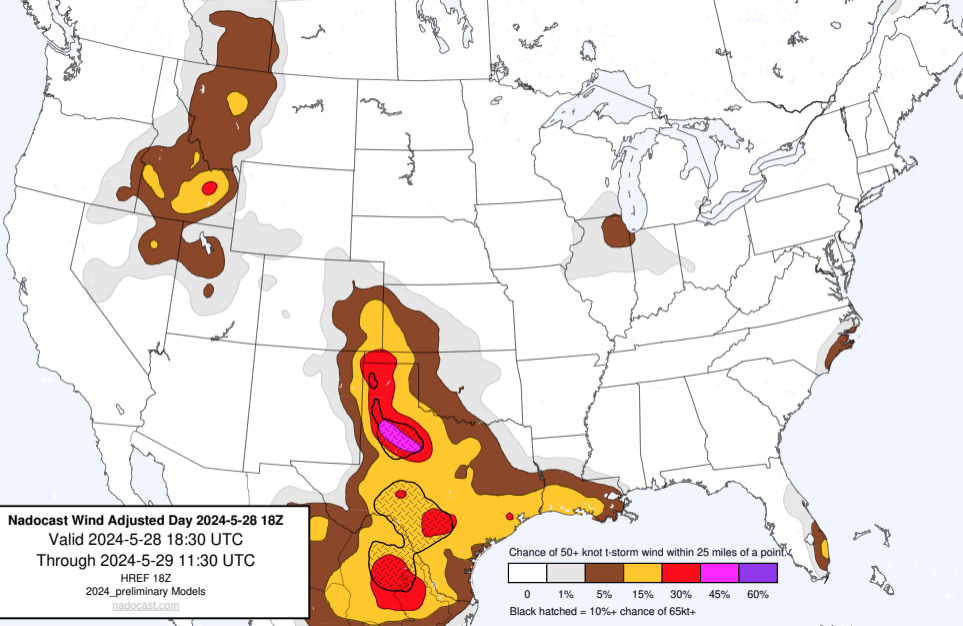 Nadocast Wind Adjusted Day 2024-5-28 18Z
Valid 2024-5-28 18:30 UTC
Through 2024-5-29 11:30 UTC
HREF 18Z
2024_preliminary Models
nadocast.com
Chance of 50+ knot t-storm wind within 25 miles of a point.
0 1% 5% 15% 30% 45% 60%
Black hatched = 10%+ chance of 65kt+